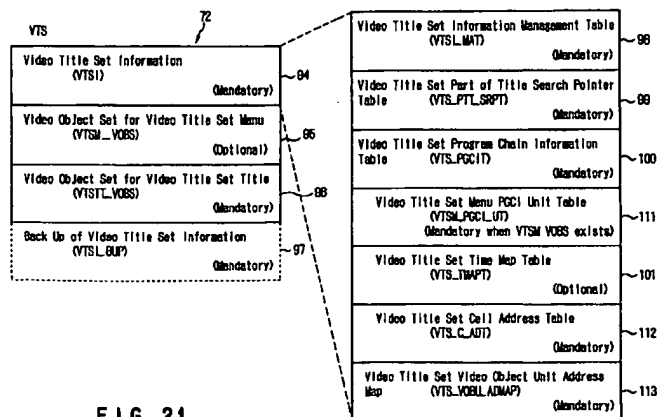 VTS
72
Video Title Set Information
(VTSI)
(Mandatory)
94
Video Object Set for Video Title Set Menu
(VTSM_VOBS)
(Optional)
95
Video Object Set for Video Title Set Title
(VTSTT_VOBS)
(Mandatory)
96
Back Up of Video Title Set Information
(VTSI_BUP)
(Mandatory)
97
Video Title Set Information Management Table
(VTSI_MAT)
(Mandatory)
98
Video Title Set Part of Title Search Pointer
Table (VTS_PTT_SRPT)
(Mandatory)
99
Video Title Set Program Chain Information
Table (VTS_PGCIT)
(Mandatory)
100
Video Title Set Menu PGCI Unit Table
(VTSM_PGCI_UT)
(Mandatory when VTSM VOBS exists)
111
Video Title Set Time Map Table
(VTS_TMAPT)
(Optional)
101
Video Title Set Cell Address Table
(VTS_C_ADT)
(Mandatory)
112
Video Title Set Video Object Unit Address
Map (VTS_VOBU_ADMAP)
(Mandatory)
113
FIG. 21